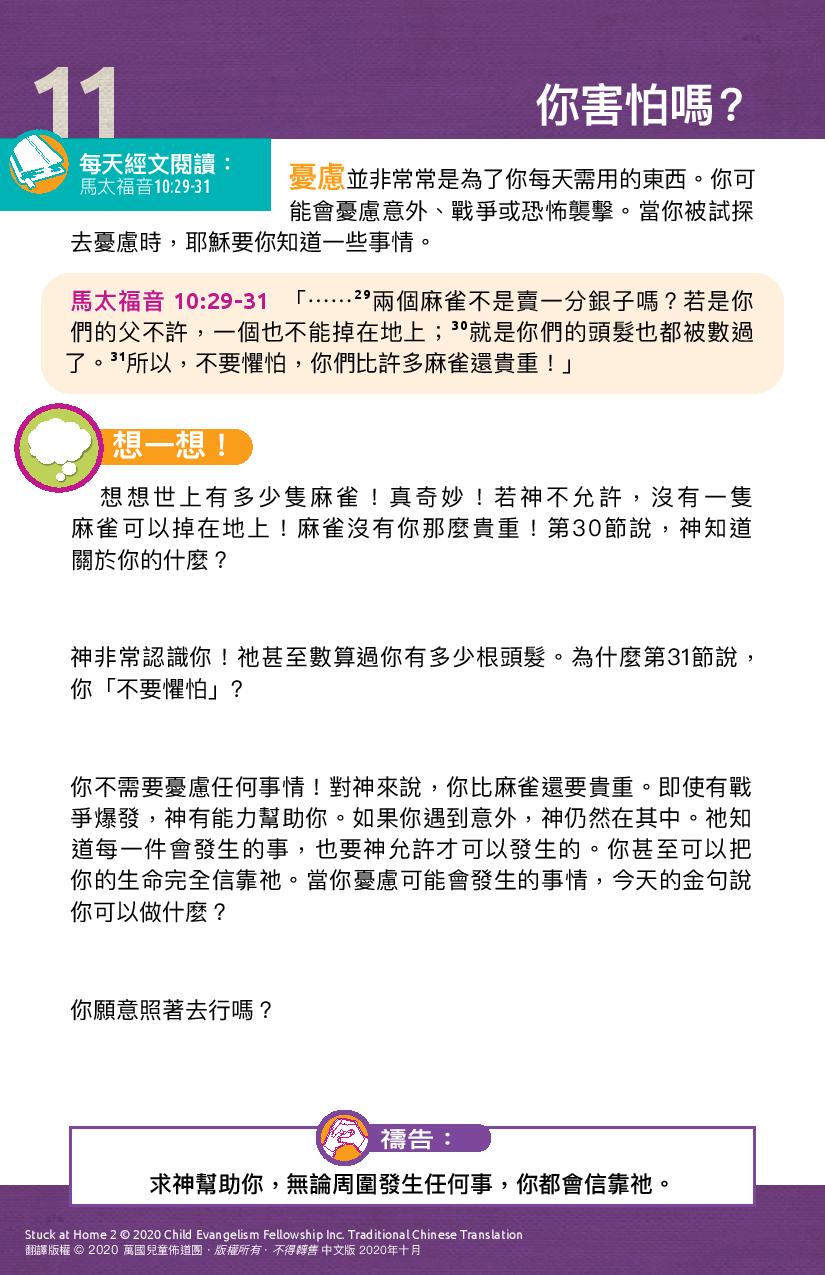 11
你害怕嗎？
每天經文閱讀：
馬太福音10:29-31
憂慮並非常常是為了你每天需用的東西。你可
能會憂慮意外、戰爭或恐怖襲擊。當你被試探
去憂慮時，耶穌要你知道一些事情。
馬太福音 10:29-31 「⋯⋯²⁹兩個麻雀不是賣一分銀子嗎？若是你
們的父不許，一個也不能掉在地上；³⁰就是你們的頭髮也都被數過
了。³¹所以，不要懼怕，你們比許多麻雀還貴重！」
想一想！
想想世上有多少隻麻雀！真奇妙！若神不允許，沒有一隻
麻雀可以掉在地上！麻雀沒有你那麼貴重！第30節說，神知道
關於你的什麼？
神非常認識你！祂甚至數算過你有多少根頭髮。為什麼第31節說，
你「不要懼怕」？
你不需要憂慮任何事情！對神來說，你比麻雀還要貴重。即使有戰
爭爆發，神有能力幫助你。如果你遇到意外，神仍然在其中。祂知
道每一件會發生的事，也要神允許才可以發生的。你甚至可以把
你的生命完全信靠祂。當你憂慮可能會發生的事情，今天的金句說
你可以做什麼？
你願意照著去行嗎？
禱告：
求神幫助你，無論周圍發生任何事，你都會信靠祂。
Stuck at Home 2 © 2020 Child Evangelism Fellowship Inc. Traditional Chinese Translation
翻譯版權 © 2020 萬國兒童佈道團．版權所有．不得轉售 中文版 2020年十月